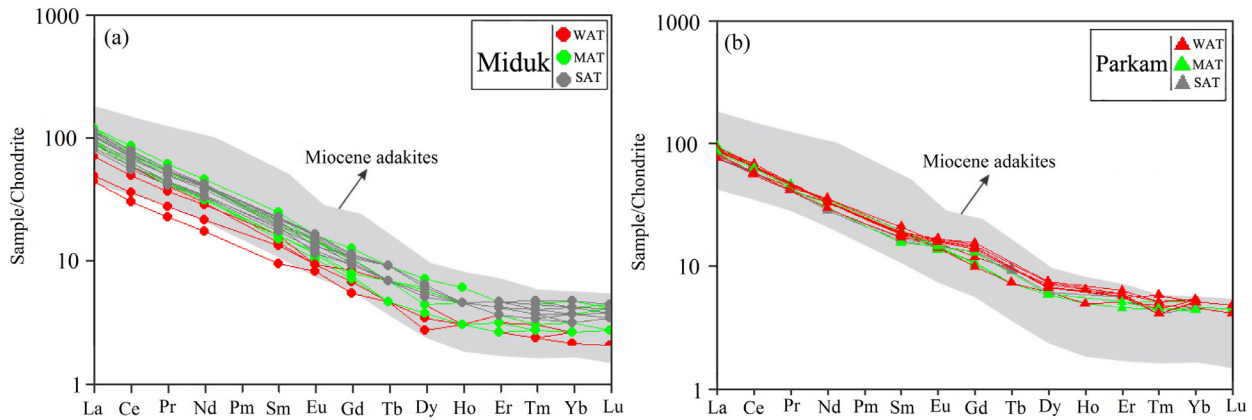 1000
(a)
Miduk
WAT
MAT
SAT
100
Miocene adakites
Sample/Chondrite
10
1
La Ce Pr Nd Pm Sm Eu Gd Tb Dy Ho Er Tm Yb Lu
1000
(b)
Parkam
WAT
MAT
SAT
100
Miocene adakites
Sample/Chondrite
10
1
La Ce Pr Nd Pm Sm Eu Gd Tb Dy Ho Er Tm Yb Lu